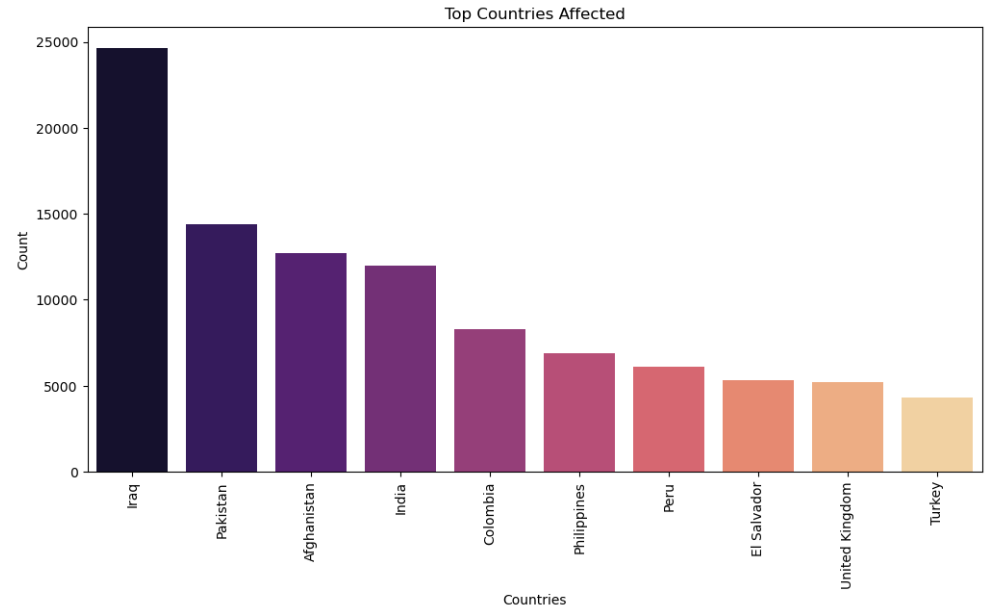 Top Countries Affected
25000
20000
15000
10000
5000
0
Count
Iraq
Pakistan
Afghanistan
India
Colombia
Philippines
Peru
El Salvador
United Kingdom
Turkey
Countries